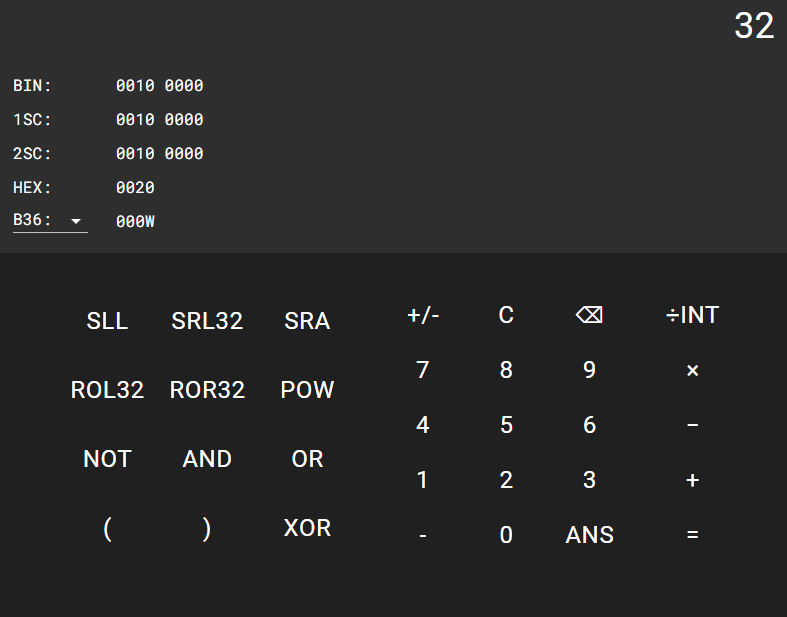 32
BIN: 0010 0000
1SC: 0010 0000
2SC: 0010 0000
HEX: 0020
B36: 000W
SLL SRL32 SRA
ROL32 ROR32 POW
NOT AND OR
( ) XOR
+/- C ⌫ ÷INT
7 8 9 ×
4 5 6 −
1 2 3 +
- 0 ANS =